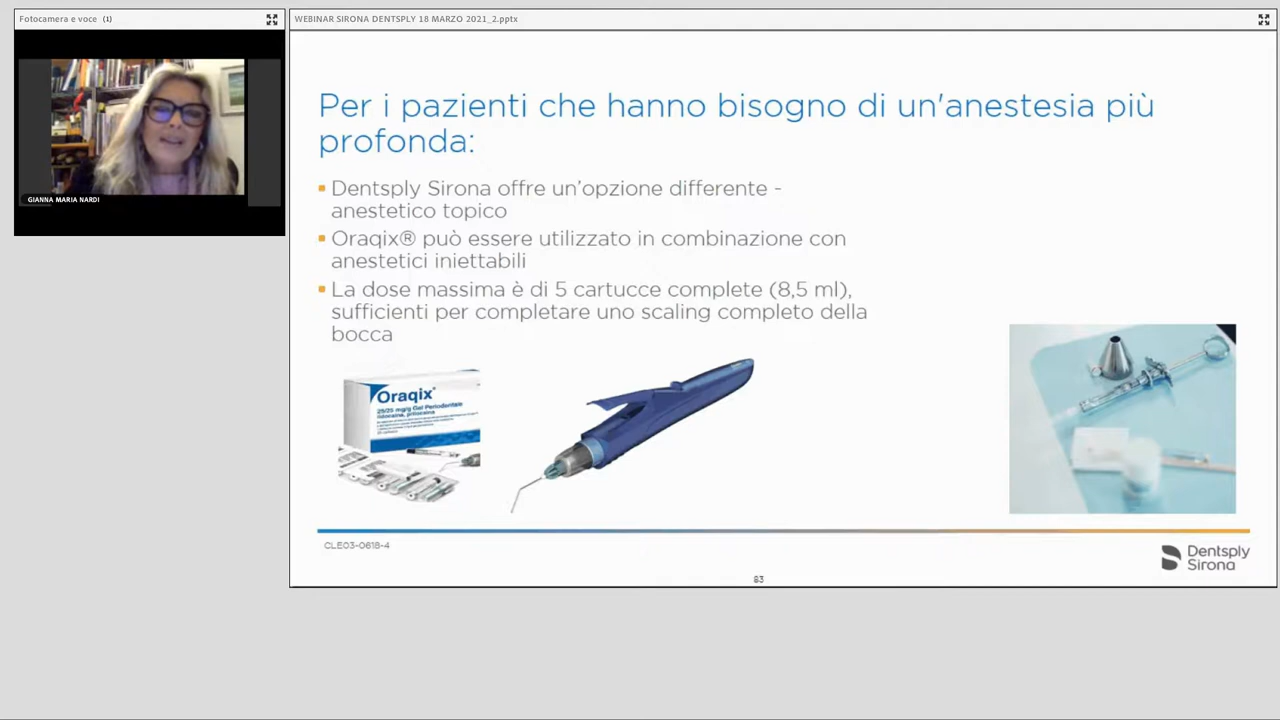 Fotocamera e voce (1)
WEBINAR SIRONA DENTSPLY 18 MARZO 2021_2.pptx
GIANNA MARIA NARDI
Per i pazienti che hanno bisogno di un'anestesia più
profonda:
Dentsply Sirona offre un'opzione differente -
anestetico topico
Oraqix® può essere utilizzato in combinazione con
anestetici iniettabili
La dose massima è di 5 cartucce complete (8,5 ml),
sufficienti per completare uno scaling completo della
bocca
Oraqix®
25/25 mg/g Gel Periodontale
lidocaina, prilocaina
CLE03-0618-4
Dentsply
Sirona
83